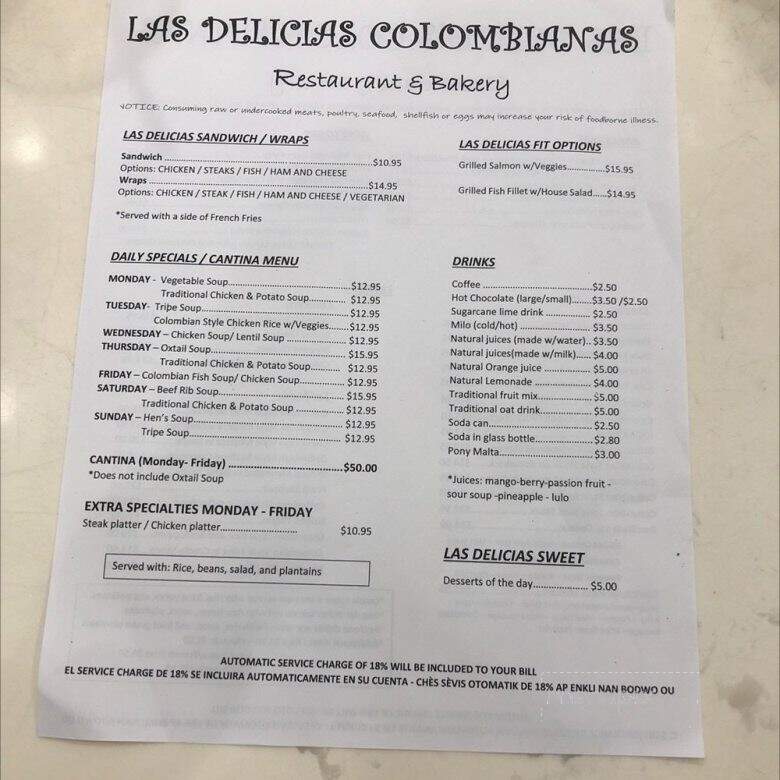 LAS DELICIAS COLOMBIANAS
Restaurant & Bakery
NOTICE: Consuming raw or undercooked meats, poultry, seafood, shellfish or eggs may increase your risk of foodborne illness.
LAS DELICIAS SANDWICH / WRAPS
Sandwich ........................................................$10.95
Options: CHICKEN / STEAKS / FISH / HAM AND CHEESE
Wraps ............................................................$14.95
Options: CHICKEN / STEAK / FISH / HAM AND CHEESE / VEGETARIAN
*Served with a side of French Fries
LAS DELICIAS FIT OPTIONS
Grilled Salmon w/Veggies..............$15.95
Grilled Fish Fillet w/House Salad.....$14.95
DAILY SPECIALS / CANTINA MENU
MONDAY - Vegetable Soup.......................................$12.95
Traditional Chicken & Potato Soup............. $12.95
TUESDAY- Tripe Soup................................................$12.95
Colombian Style Chicken Rice w/Veggies.......$12.95
WEDNESDAY – Chicken Soup/ Lentil Soup ................. $12.95
THURSDAY – Oxtail Soup............................................$15.95
Traditional Chicken & Potato Soup.......... $12.95
FRIDAY – Colombian Fish Soup/ Chicken Soup..............$12.95
SATURDAY – Beef Rib Soup.........................................$15.95
Traditional Chicken & Potato Soup .............. $12.95
SUNDAY – Hen's Soup................................................$12.95
Tripe Soup.................................................. $12.95
CANTINA (Monday- Friday) ..................................$50.00
*Does not include Oxtail Soup
EXTRA SPECIALTIES MONDAY - FRIDAY
Steak platter / Chicken platter........................... $10.95
Served with: Rice, beans, salad, and plantains
DRINKS
Coffee ......................................$2.50
Hot Chocolate (large/small).......$3.50 /$2.50
Sugarcane lime drink ............... $2.50
Milo (cold/hot) ........................ $3.50
Natural juices (made w/water).. $3.50
Natural juices(made w/milk)..... $4.00
Natural Orange juice ................ $5.00
Natural Lemonade ................... $4.00
Traditional fruit mix...................$5.00
Traditional oat drink..................$5.00
Soda can....................................$2.50
Soda in glass bottle....................$2.80
Pony Malta................................ $3.00
*Juices: mango-berry-passion fruit -
sour soup -pineapple - lulo
LAS DELICIAS SWEET
Desserts of the day.................... $5.00
AUTOMATIC SERVICE CHARGE OF 18% WILL BE INCLUDED TO YOUR BILL
EL SERVICE CHARGE DE 18% SE INCLUIRA AUTOMATICAMENTE EN SU CUENTA - CHÈS SÈVIS OTOMATIK DE 18% AP ENKLI NAN BODWO OU